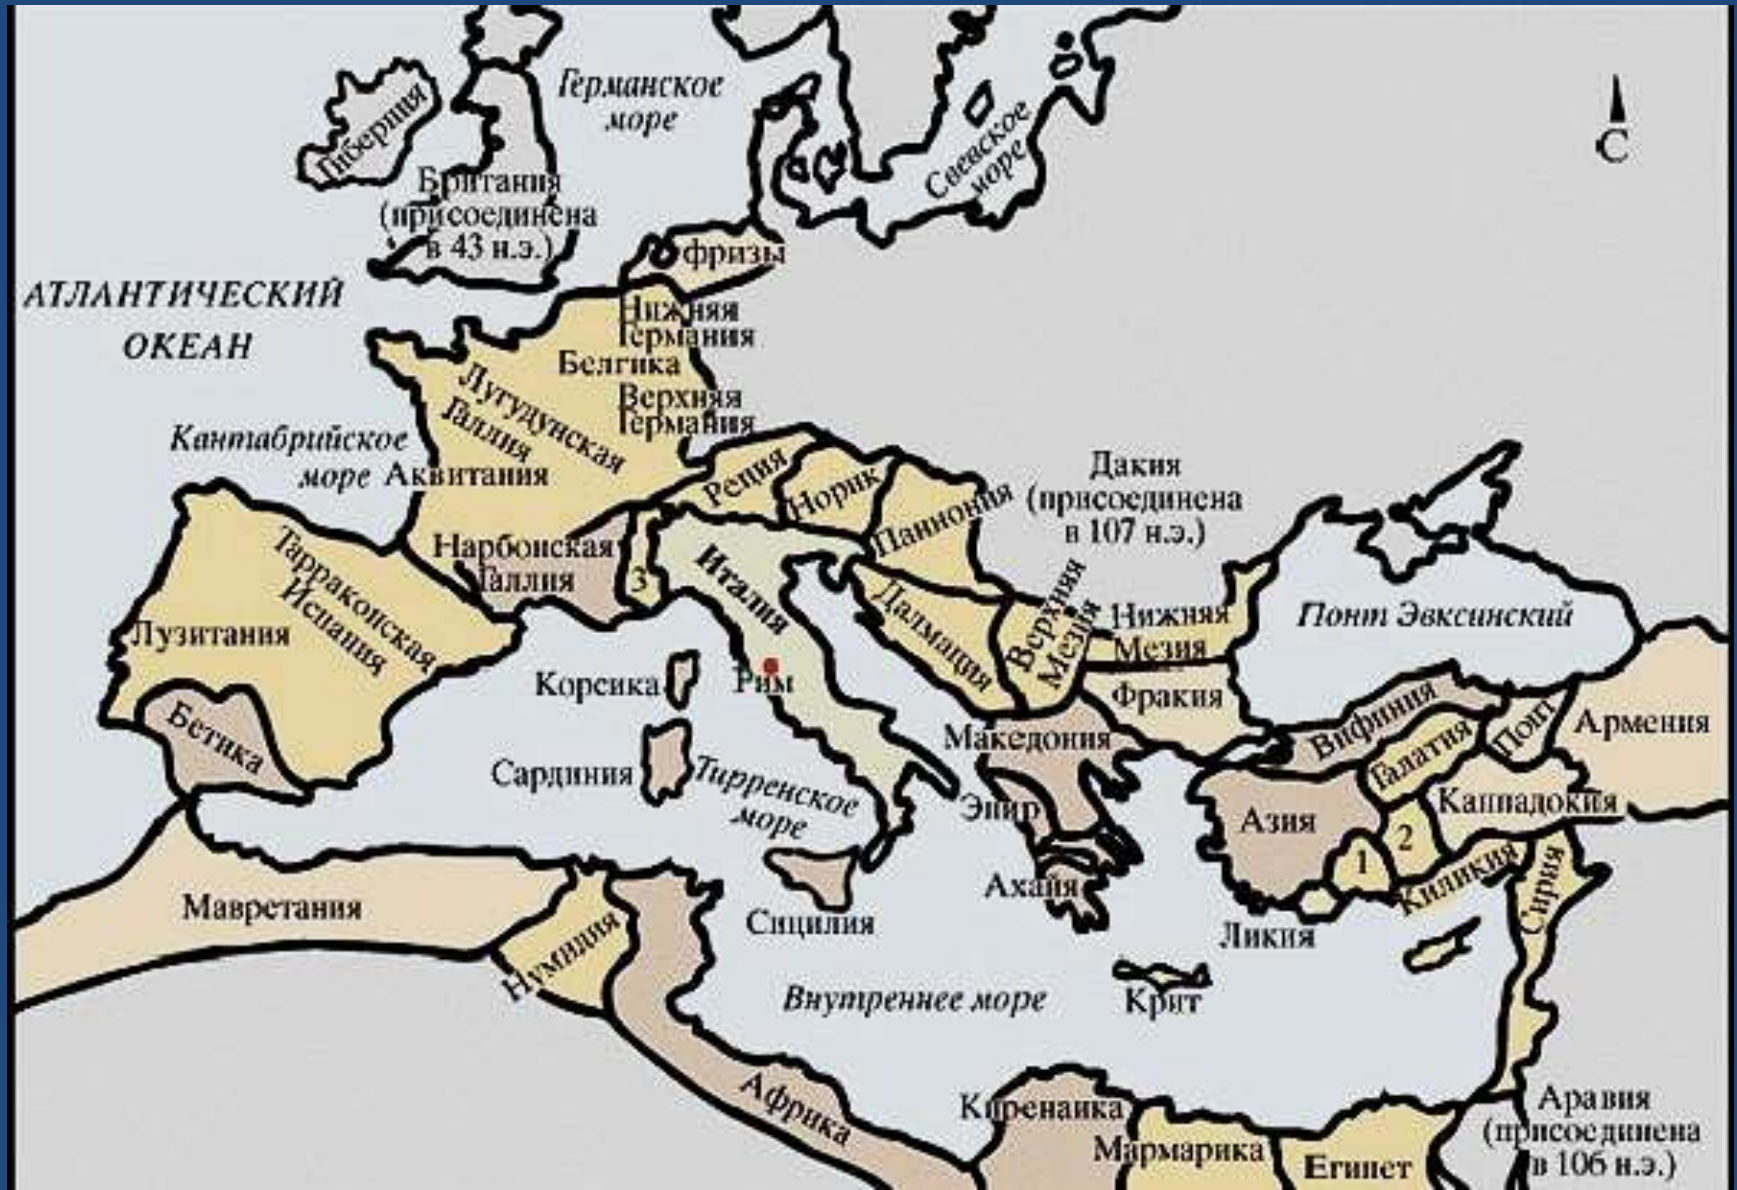 Германское
море
Гиберния
С
Свевское
море
Британия
(присоединена
в 43 н.э.)
фризы
АТЛАНТИЧЕСКИЙ
ОКЕАН
Нижняя
Германия
Белгика
Лугудунская
Галлия
Верхняя
Германия
Кантабрийское
море
Аквитания
Реция
Норик
Паннония
Дакия
(присоединена
в 107 н.э.)
Нарбонская
Галлия
3
Италия
Тарраконская
Испания
Лузитания
Далмация
Верхняя
Мезия
Нижняя
Мезия
Понт Эвксинский
Корсика
Рим
Фракия
Бетика
Македония
Вифиния
Галатия
Понт
Армения
Сардиния
Тирренское
море
Эпир
Азия
Каппадокия
1
2
Киликия
Сирия
Ахайя
Мавретания
Сицилия
Ликия
Нумидия
Внутреннее море
Крит
Африка
Киренаика
Мармарика
Египет
Аравия
(присоединена
в 106 н.э.)